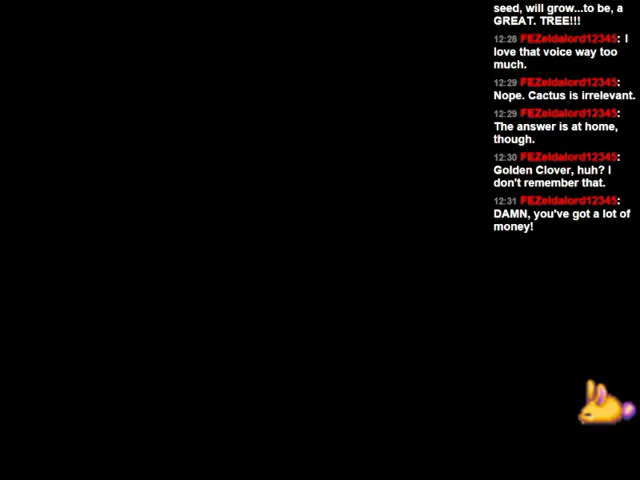 seed, will grow...to be, a
GREAT. TREE!!!
12:28 FEZeldalord12345: I
love that voice way too
much.
12:29 FEZeldalord12345:
Nope. Cactus is irrelevant.
12:29 FEZeldalord12345:
The answer is at home,
though.
12:30 FEZeldalord12345:
Golden Clover, huh? I
don't remember that.
12:31 FEZeldalord12345:
DAMN, you've got a lot of
money!